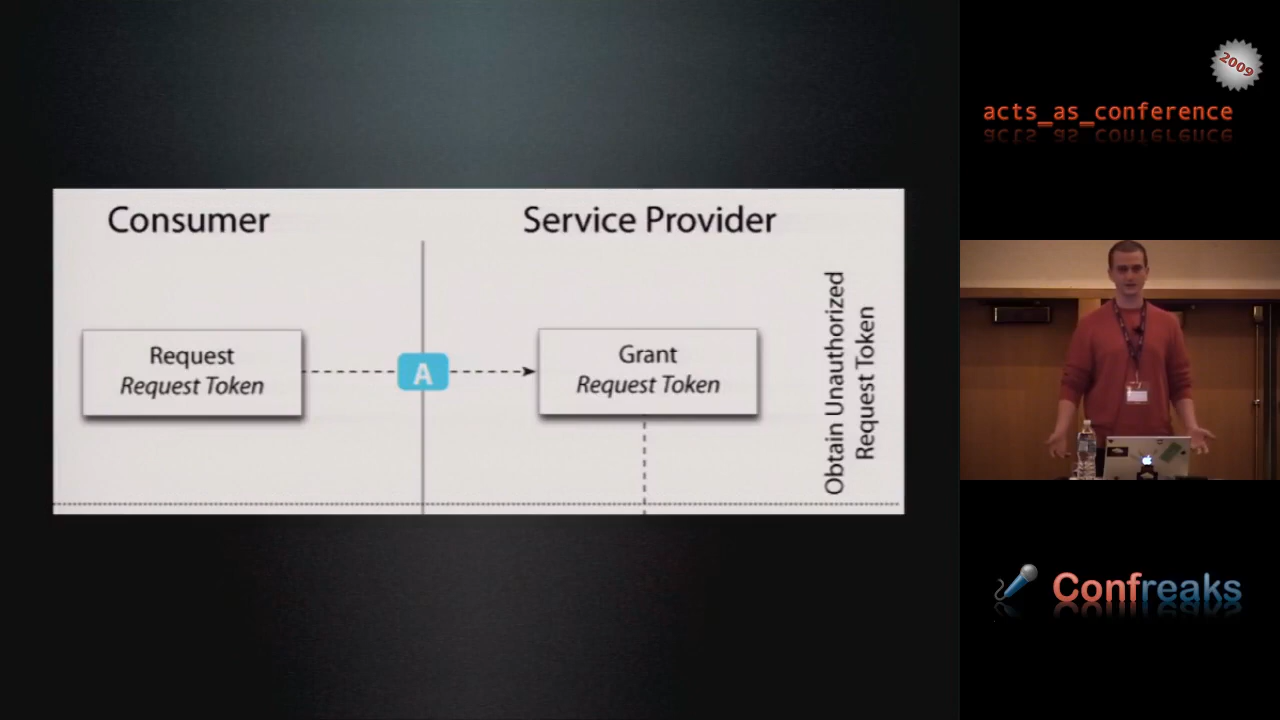 Consumer
Service Provider
Request
Request Token
A
Grant
Request Token
Obtain Unauthorized
Request Token
2009
acts_as_conference
Confreaks